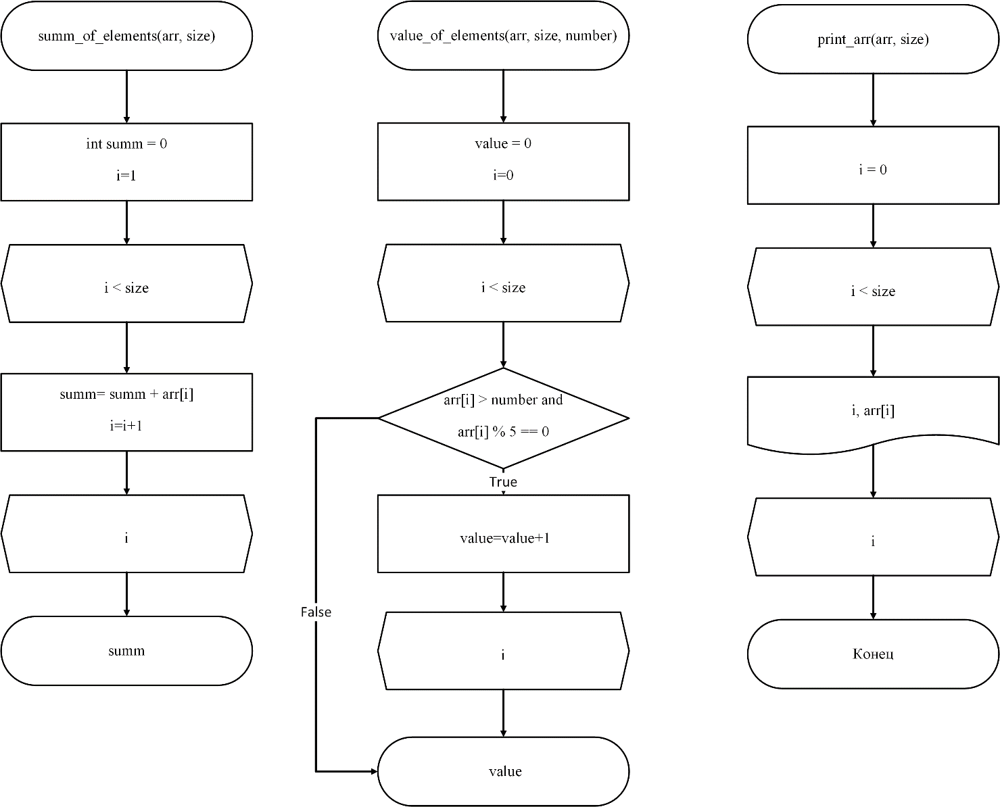 summ_of_elements(arr, size)
int summ = 0
i=1
i < size
summ= summ + arr[i]
i=i+1
i
summ
value_of_elements(arr, size, number)
value = 0
i=0
i < size
arr[i] > number and
arr[i] % 5 == 0
True
value=value+1
False
i
value
print_arr(arr, size)
i = 0
i < size
i, arr[i]
i
Конец